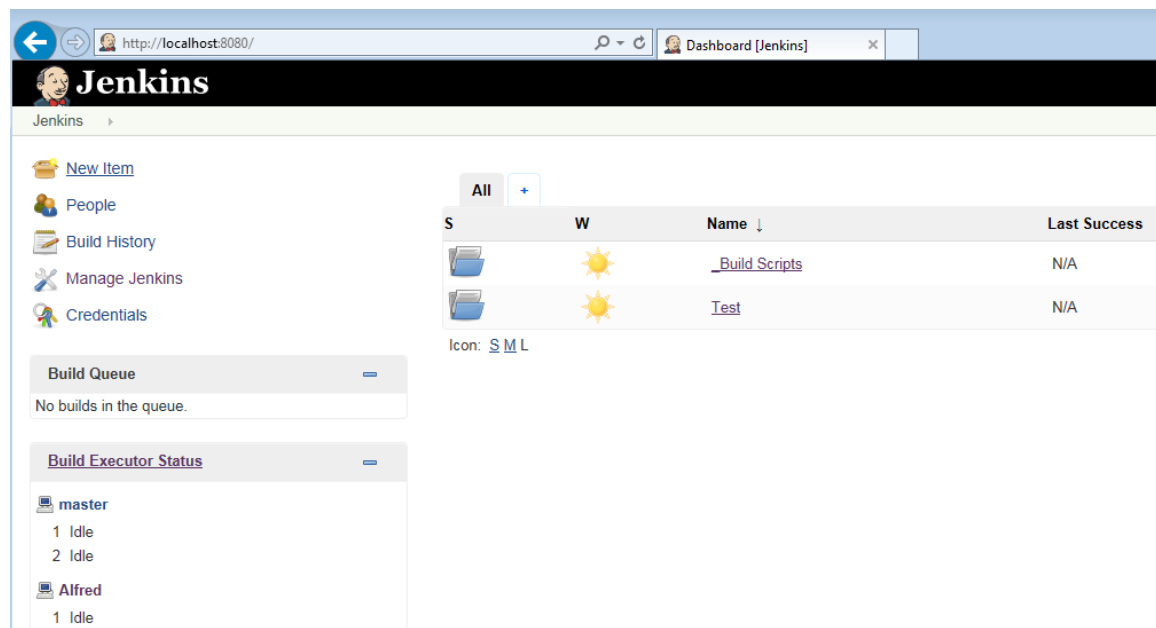 http://localhost:8080/
Dashboard [Jenkins]
Jenkins
Jenkins
New Item
People
Build History
Manage Jenkins
Credentials
Build Queue
No builds in the queue.
Build Executor Status
master
1 Idle
2 Idle
Alfred
1 Idle
All +
S W Name ↓ Last Success
_Build Scripts N/A
Test N/A
Icon: S M L